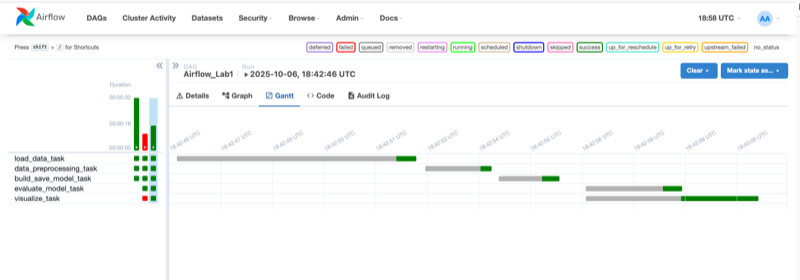 Airflow DAGs Cluster Activity Datasets Security Browse Admin Docs 18:58 UTC AA
Press shift + / for Shortcuts deferred failed queued removed restarting running scheduled shutdown skipped success up_for_reschedule up_for_retry upstream_failed no_status
DAG Run
Airflow_Lab1 / 2025-10-06, 18:42:46 UTC Clear Mark state as...
Duration
Details Graph Gantt Code Audit Log
00:00:32
00:00:16
00:00:00
18:42:46 UTC 18:42:47 UTC 18:42:49 UTC 18:42:50 UTC 18:42:51 UTC 18:42:53 UTC 18:42:54 UTC 18:42:55 UTC 18:42:56 UTC 18:42:58 UTC 18:42:59 UTC 18:43:00 UTC
load_data_task
data_preprocessing_task
build_save_model_task
evaluate_model_task
visualize_task